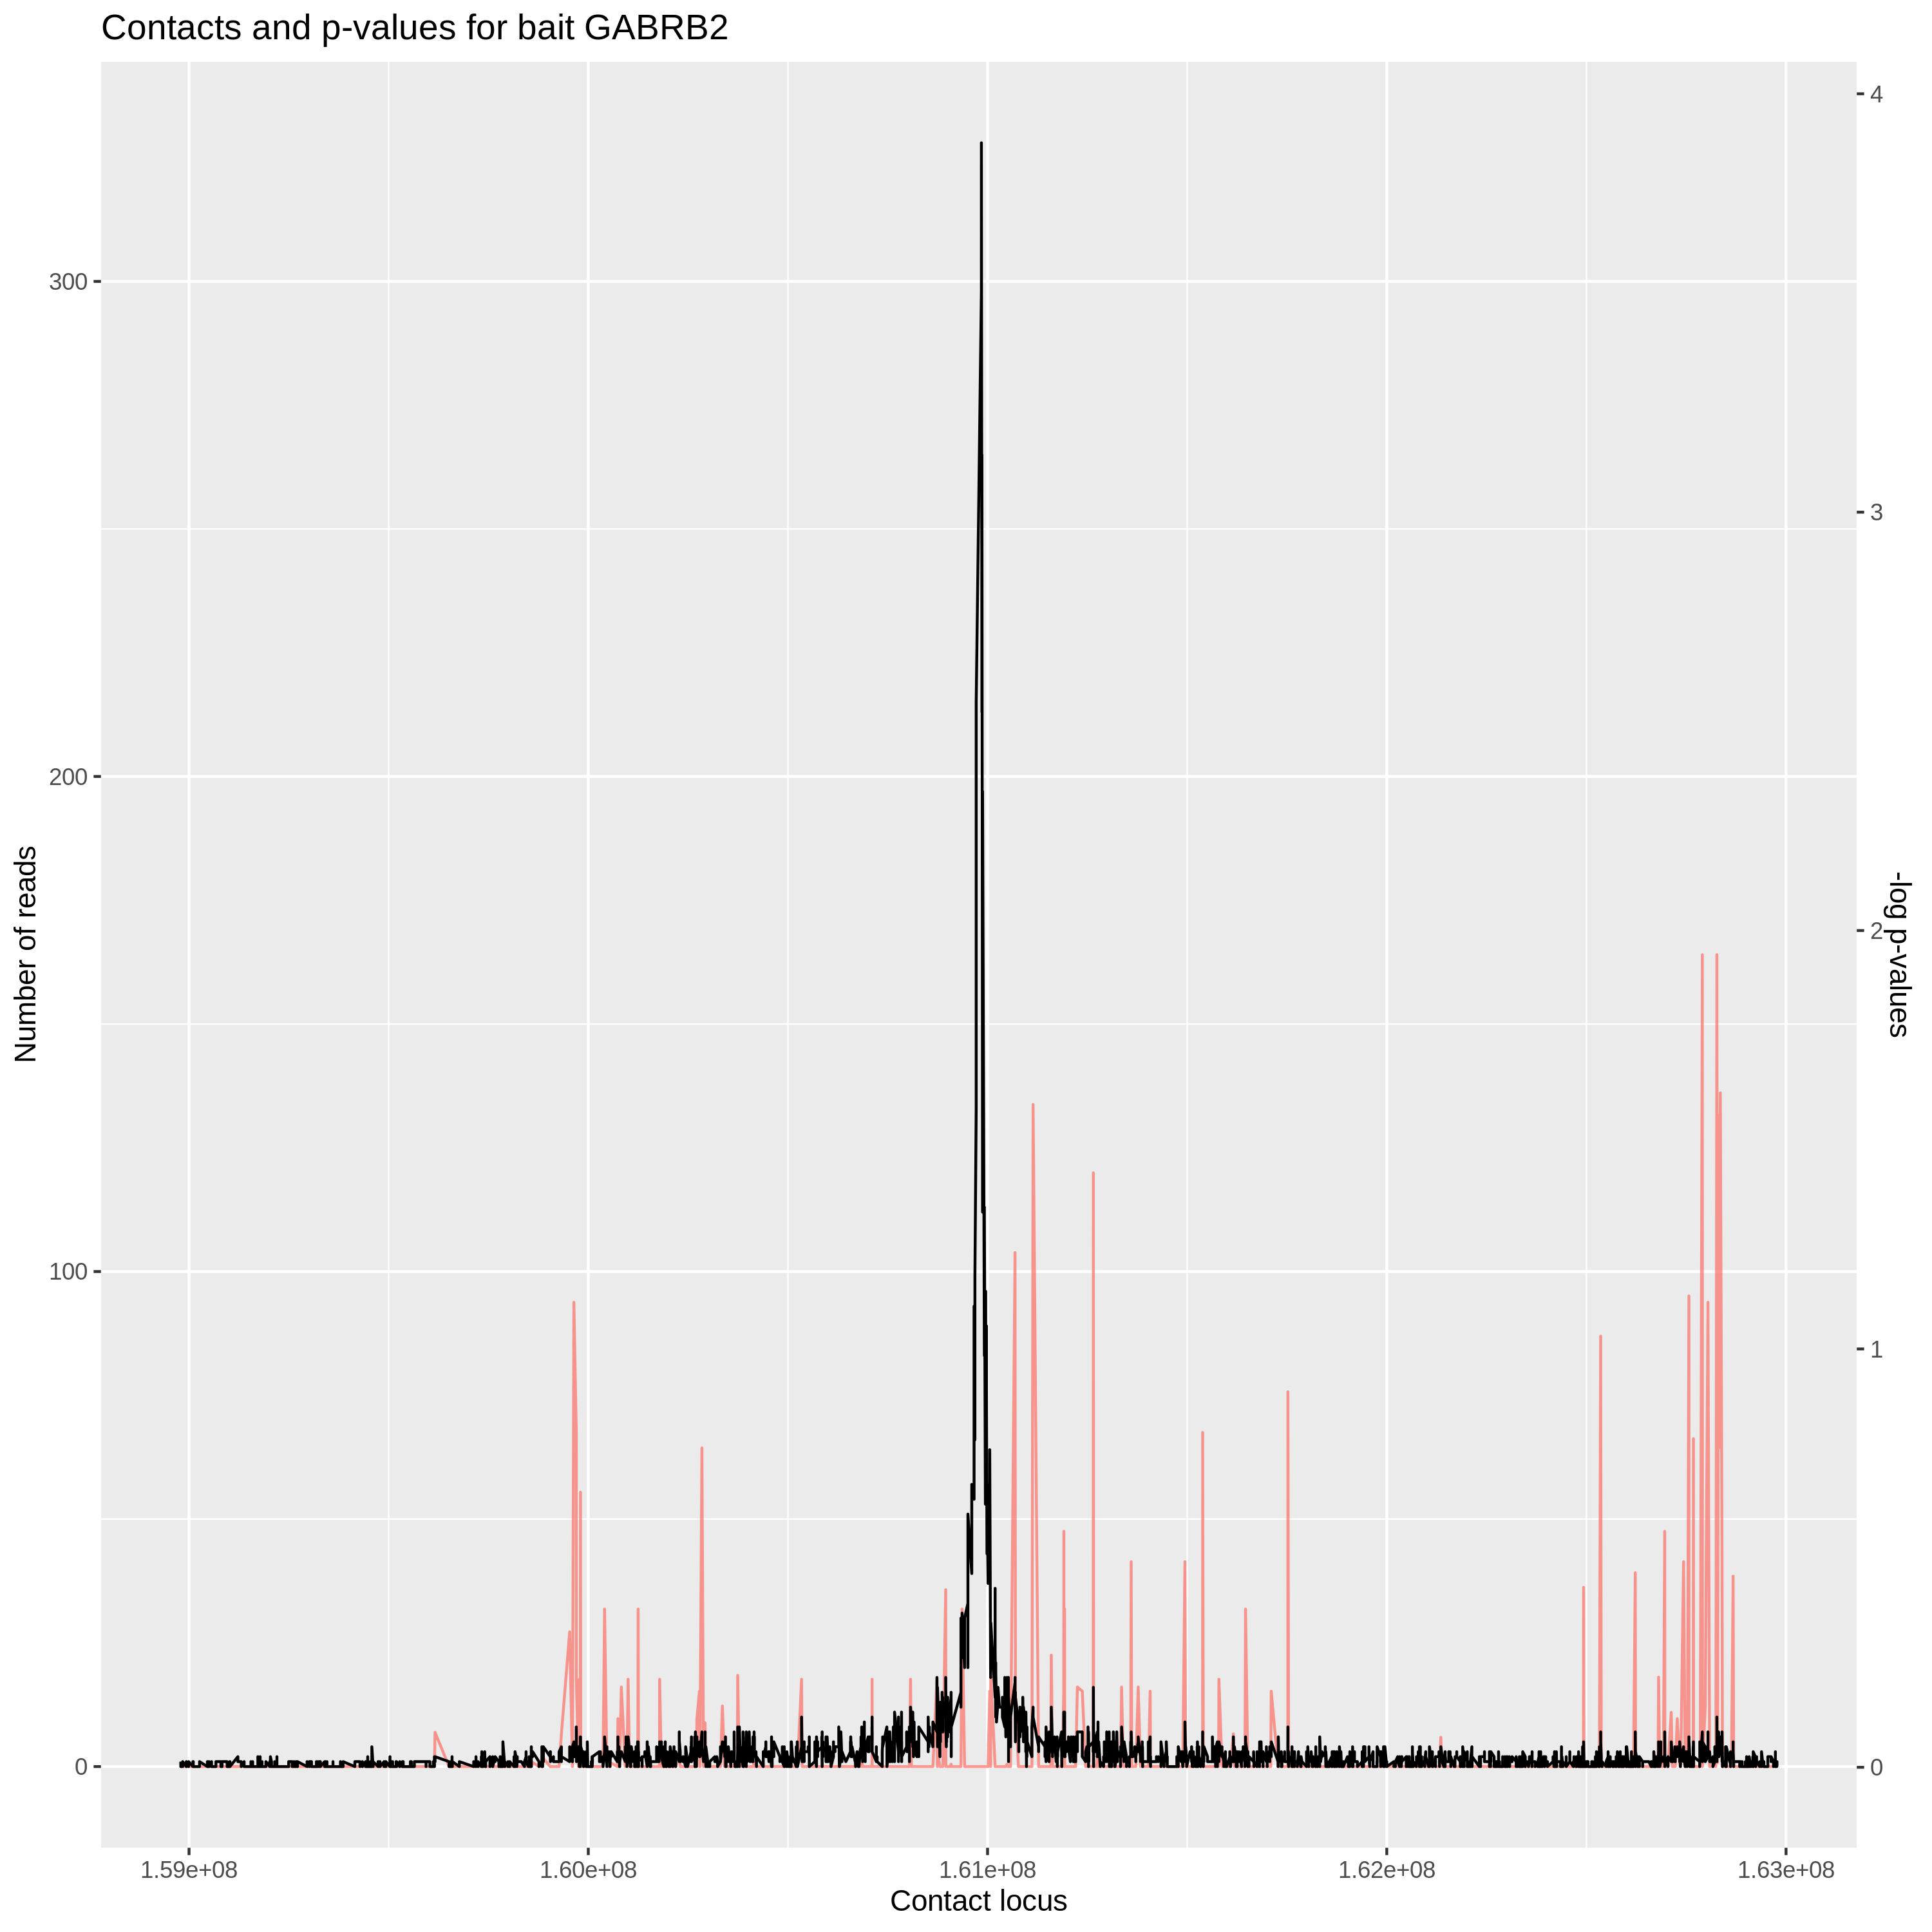 Contacts and p-values for bait GABRB2
Number of reads
300
200
100
0
4
3
2
1
0
-log p-values
1.59e+08
1.60e+08
1.61e+08
1.62e+08
1.63e+08
Contact locus